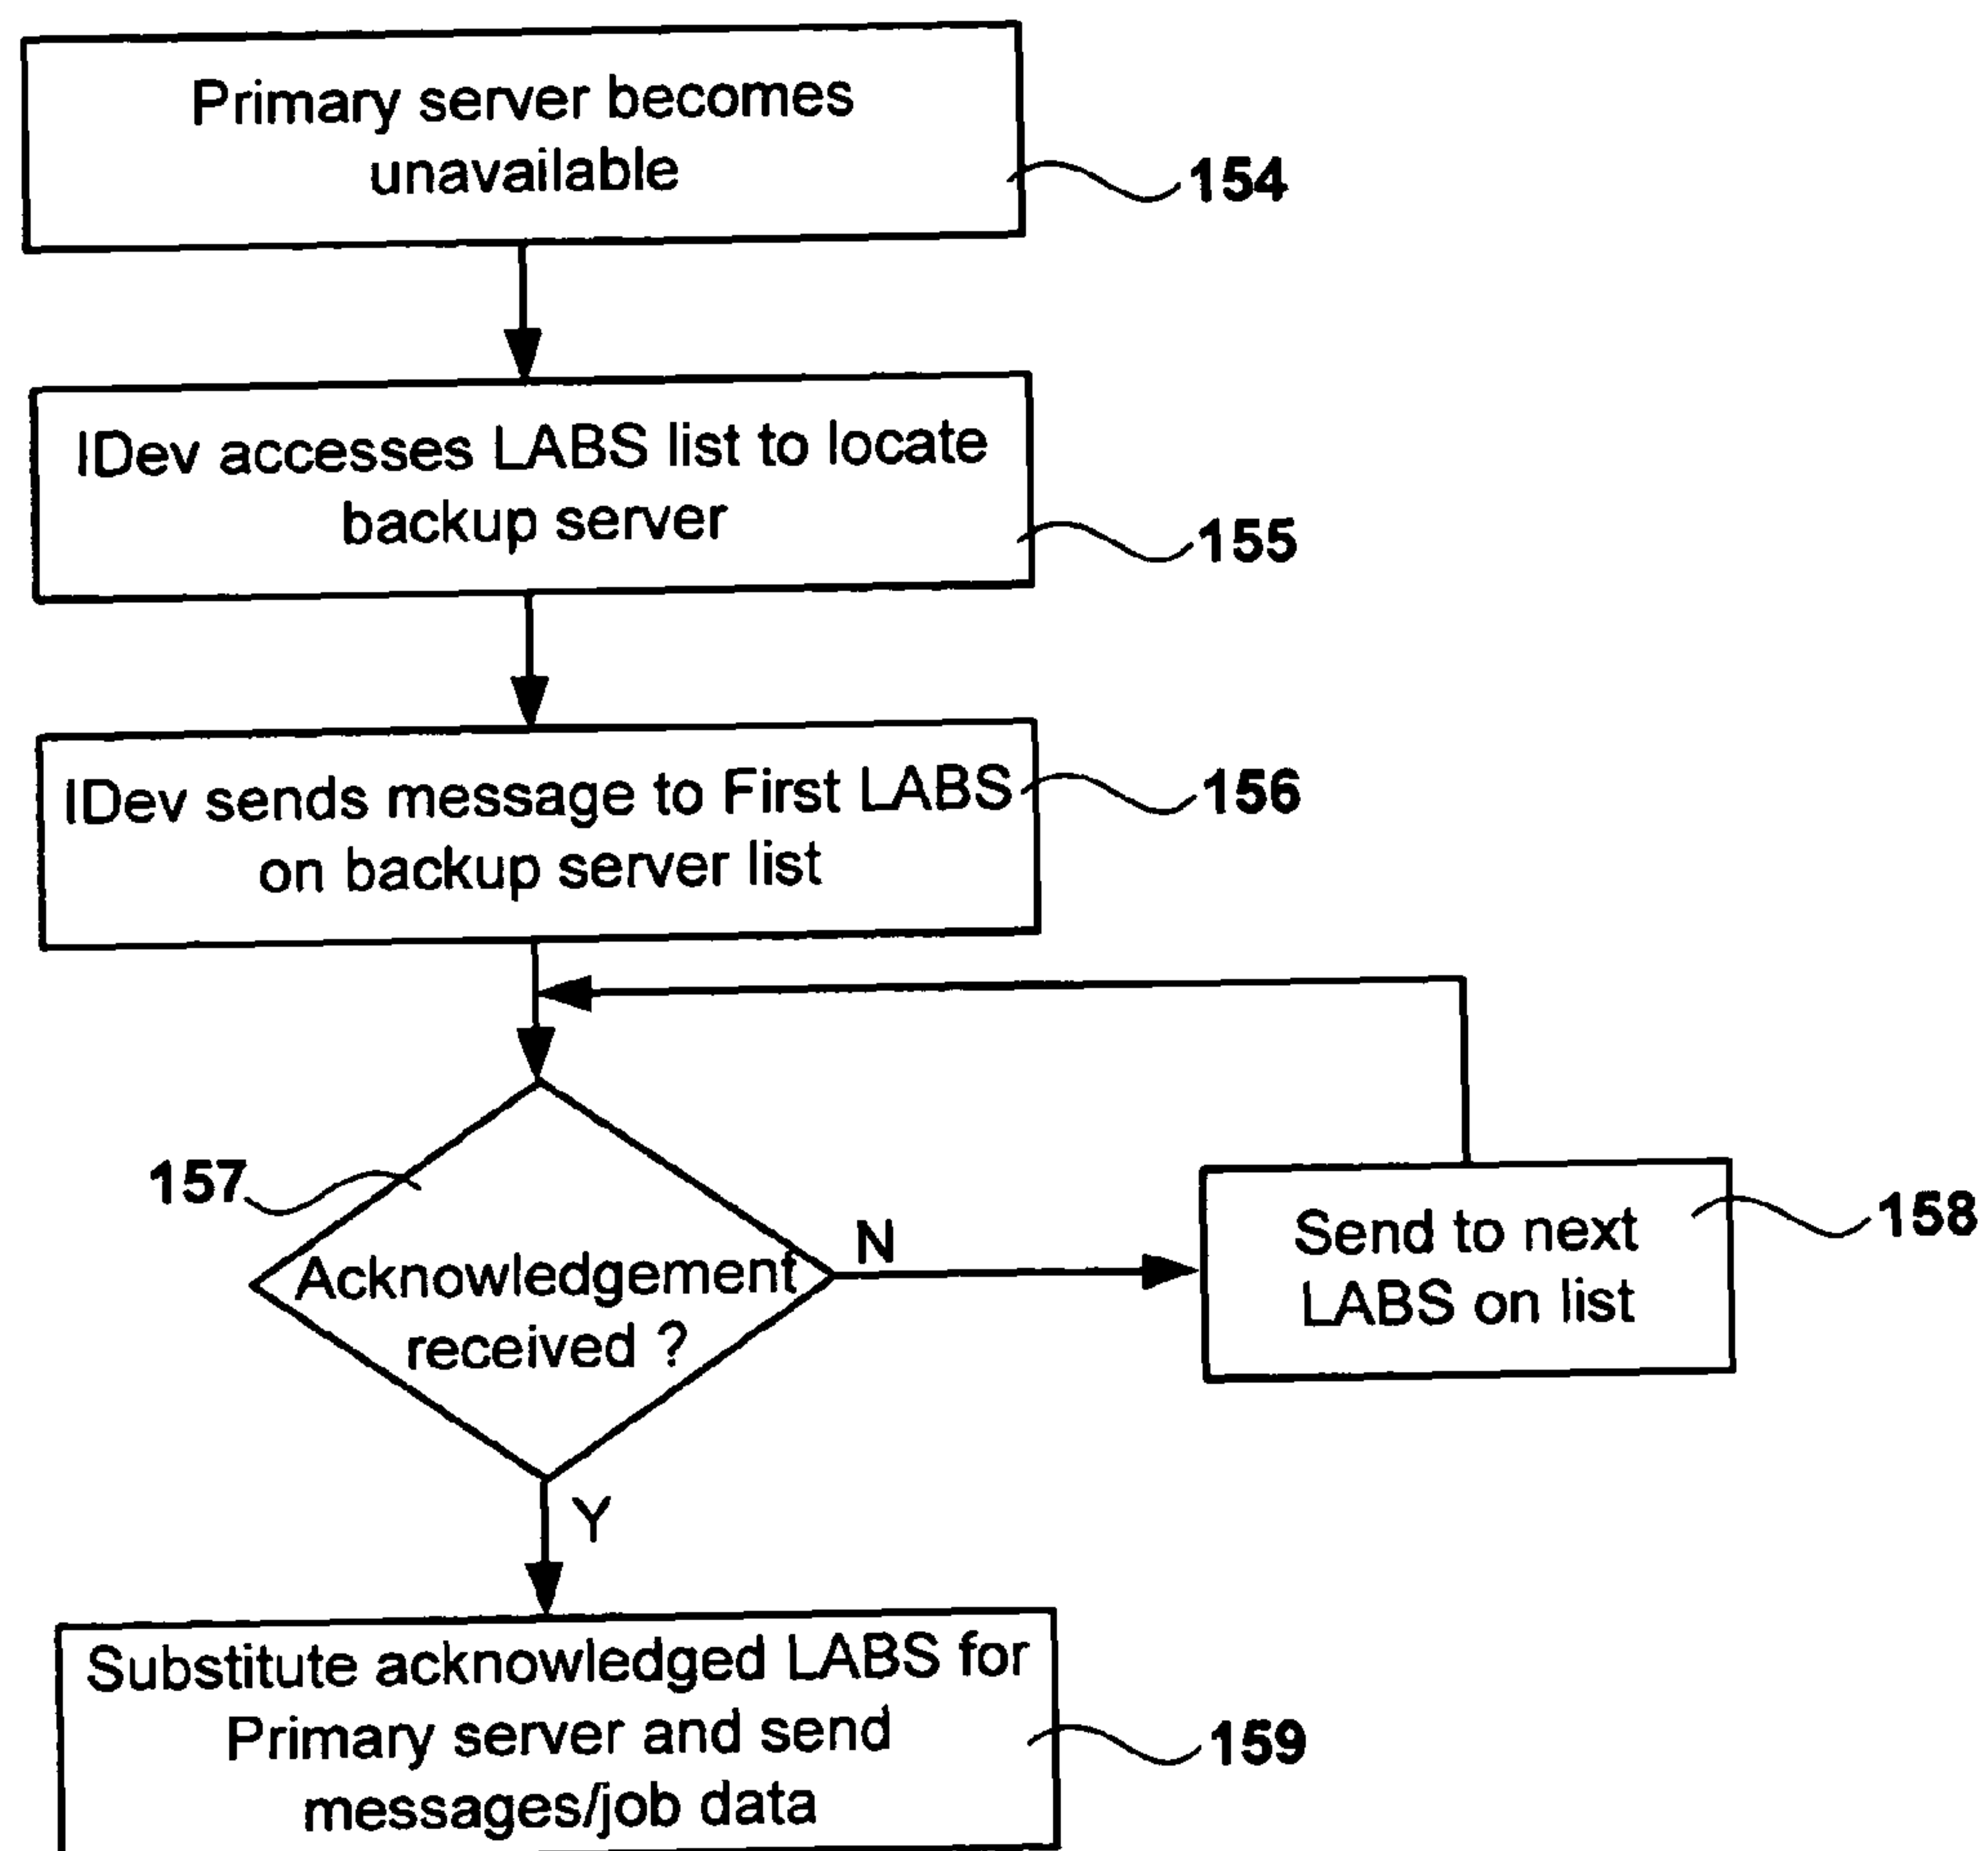 Primary server becomes
unavailable
154
IDev accesses LABS list to locate
backup server
155
IDev sends message to First LABS
on backup server list
156
157
Acknowledgement
received ?
N
Send to next
LABS on list
158
Y
Substitute acknowledged LABS for
Primary server and send
messages/job data
159